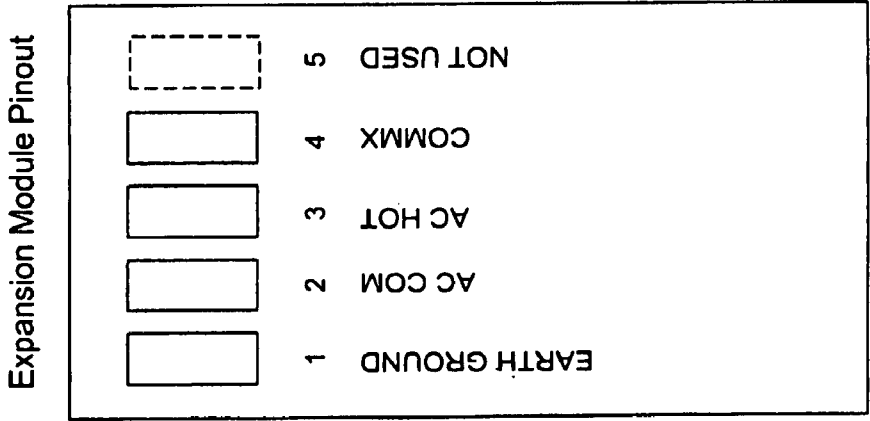 Expansion Module Pinout
5 NOT USED
4 COMMX
3 AC HOT
2 AC COM
1 EARTH GROUND